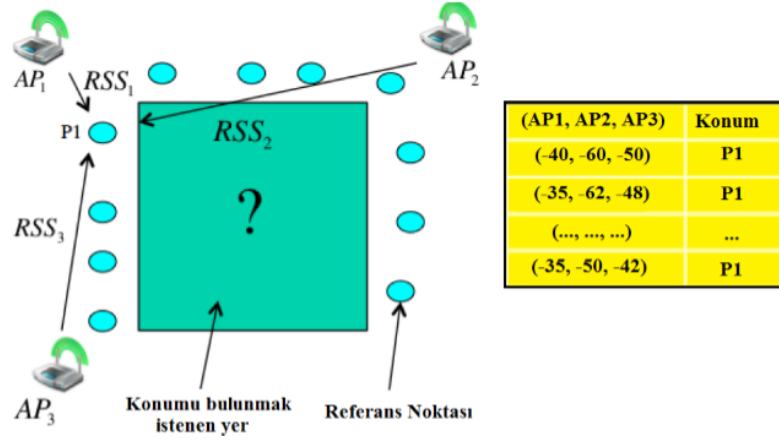 AP₁
RSS₁
AP₂
P1
RSS₂
?
RSS₃
AP₃
Konumu bulunmak
istenen yer
Referans Noktası
(AP1, AP2, AP3) Konum
(-40, -60, -50) P1
(-35, -62, -48) P1
(..., ..., ...) ...
(-35, -50, -42) P1